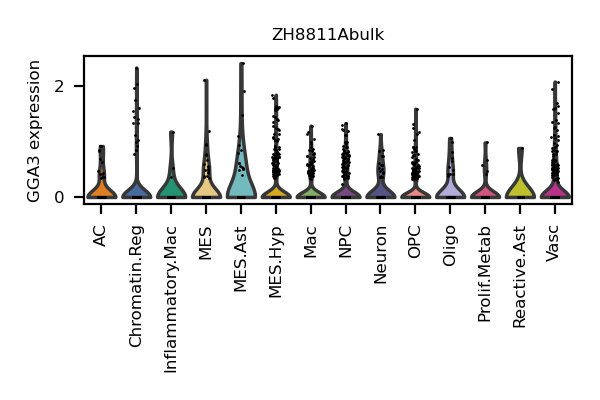 ZH8811Abulk
GGA3 expression
2
0
AC
Chromatin.Reg
Inflammatory.Mac
MES
MES.Ast
MES.Hyp
Mac
NPC
Neuron
OPC
Oligo
Prolif.Metab
Reactive.Ast
Vasc